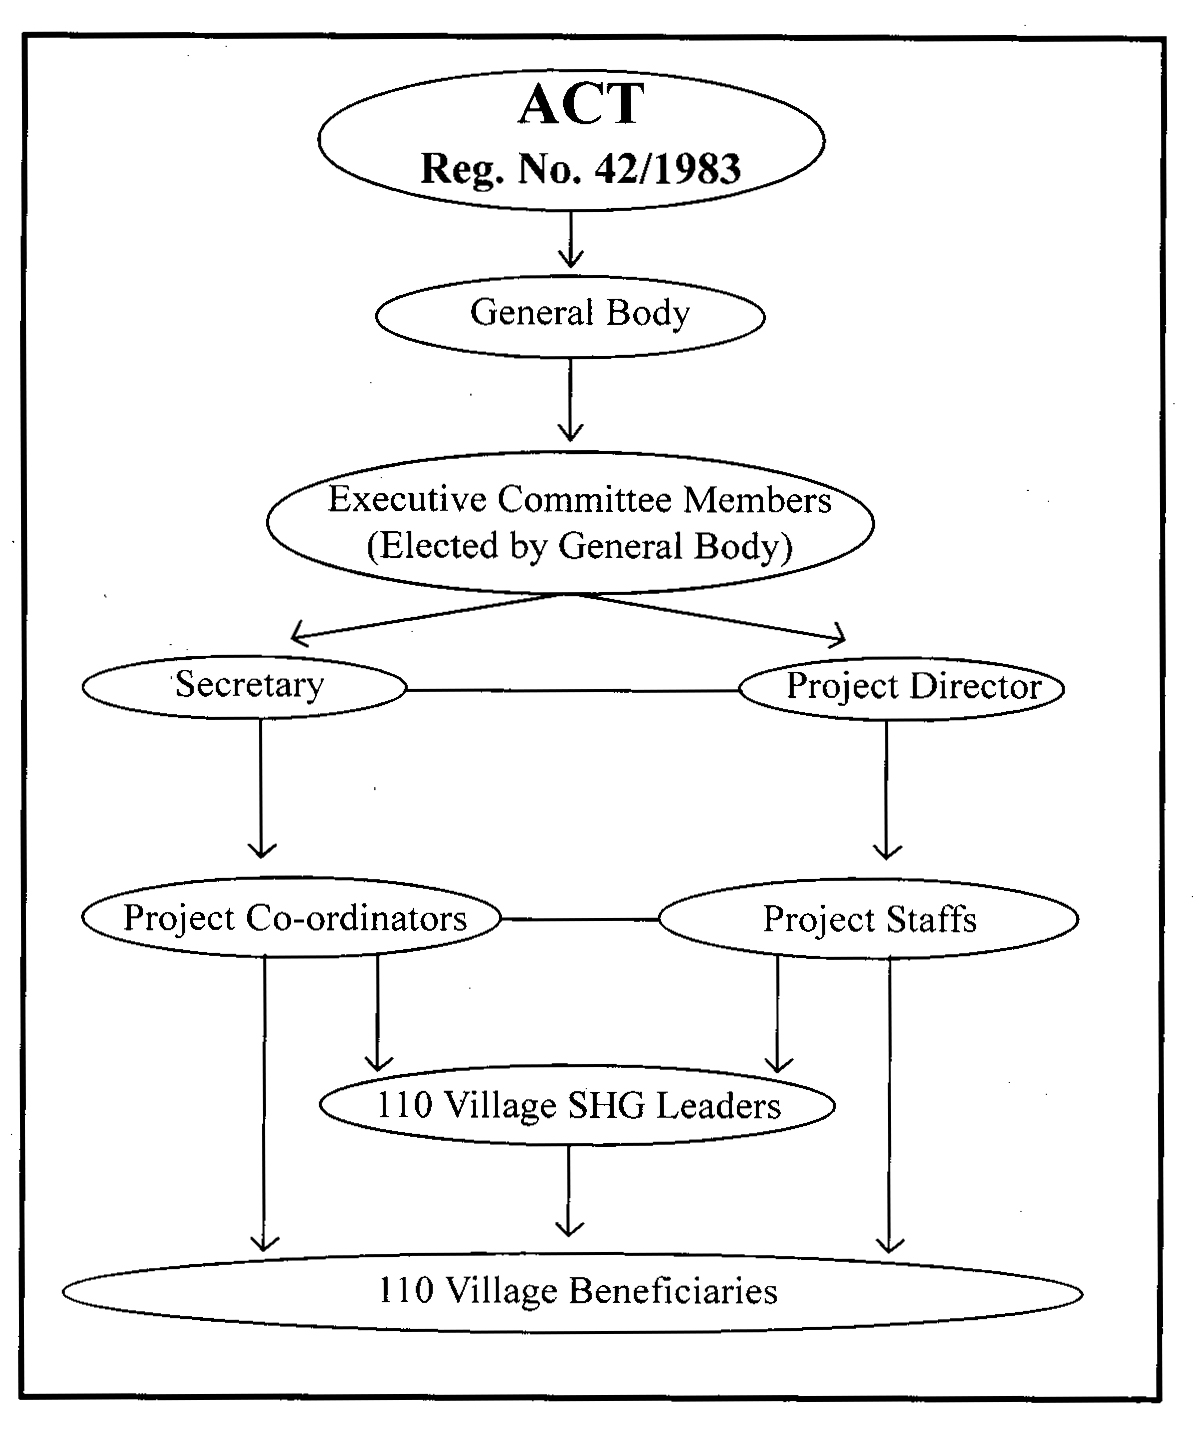 ACT
Reg. No. 42/1983
General Body
Executive Committee Members
(Elected by General Body)
Secretary
Project Director
Project Co-ordinators
Project Staffs
110 Village SHG Leaders
110 Village Beneficiaries